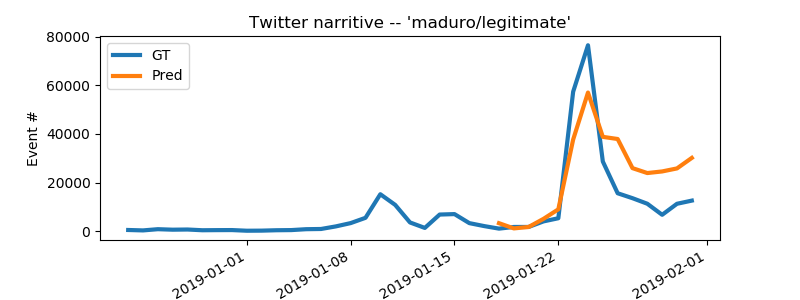 Twitter narritive -- 'maduro/legitimate'
80000
60000
40000
20000
0
Event #
GT
Pred
2019-01-01
2019-01-08
2019-01-15
2019-01-22
2019-02-01